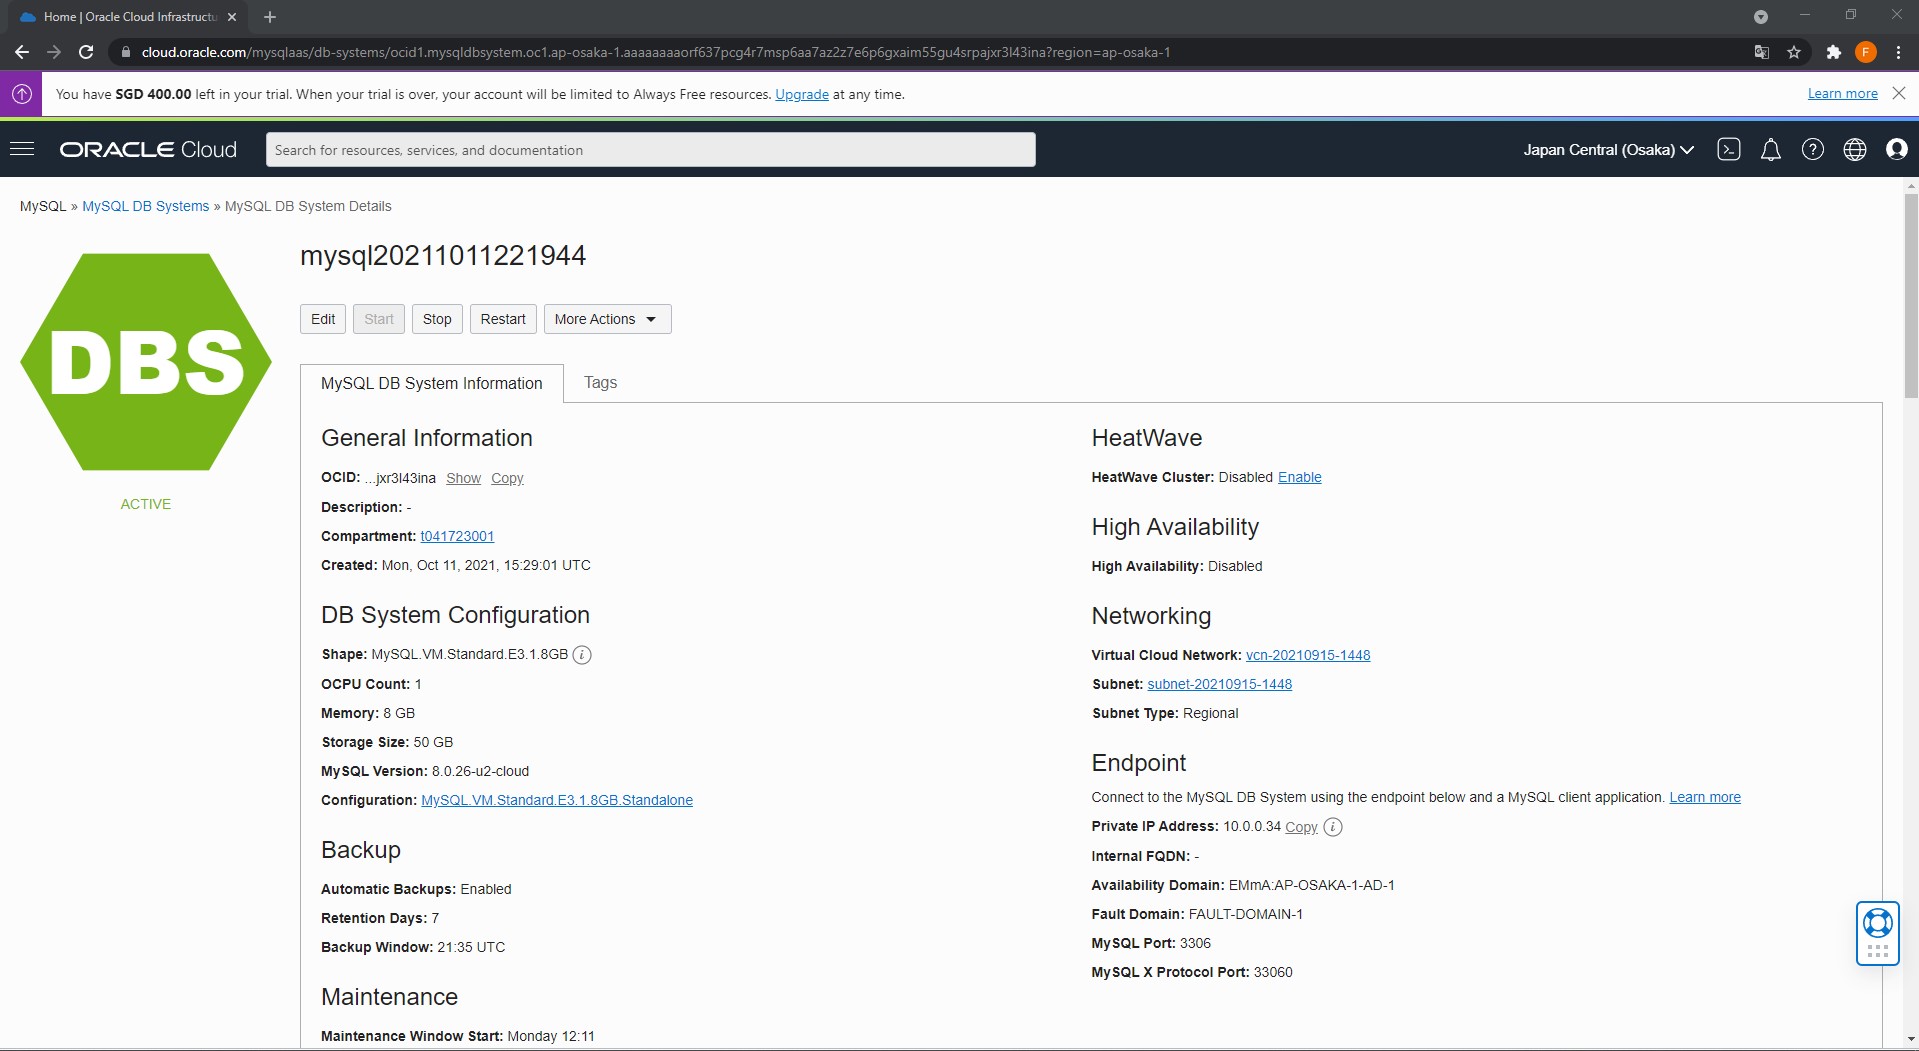 Home | Oracle Cloud Infrastructu
cloud.oracle.com/mysqlaas/db-systems/ocid1.mysqldbsystem.oc1.ap-osaka-1.aaaaaaaaorf637pcg4r7msp6aa7az2z7e6p6gxaim55gu4srpajxr3l43ina?region=ap-osaka-1
F
You have SGD 400.00 left in your trial. When your trial is over, your account will be limited to Always Free resources. Upgrade at any time.
Learn more
ORACLE Cloud
Search for resources, services, and documentation
Japan Central (Osaka)
MySQL » MySQL DB Systems » MySQL DB System Details
DBS
ACTIVE
mysql20211011221944
Edit Start Stop Restart More Actions
MySQL DB System Information
Tags
General Information
OCID: ...jxr3l43ina Show Copy
Description: -
Compartment: t041723001
Created: Mon, Oct 11, 2021, 15:29:01 UTC
DB System Configuration
Shape: MySQL.VM.Standard.E3.1.8GB
OCPU Count: 1
Memory: 8 GB
Storage Size: 50 GB
MySQL Version: 8.0.26-u2-cloud
Configuration: MySQL.VM.Standard.E3.1.8GB.Standalone
Backup
Automatic Backups: Enabled
Retention Days: 7
Backup Window: 21:35 UTC
Maintenance
Maintenance Window Start: Monday 12:11
HeatWave
HeatWave Cluster: Disabled Enable
High Availability
High Availability: Disabled
Networking
Virtual Cloud Network: vcn-20210915-1448
Subnet: subnet-20210915-1448
Subnet Type: Regional
Endpoint
Connect to the MySQL DB System using the endpoint below and a MySQL client application. Learn more
Private IP Address: 10.0.0.34 Copy
Internal FQDN: -
Availability Domain: EMmA:AP-OSAKA-1-AD-1
Fault Domain: FAULT-DOMAIN-1
MySQL Port: 3306
MySQL X Protocol Port: 33060